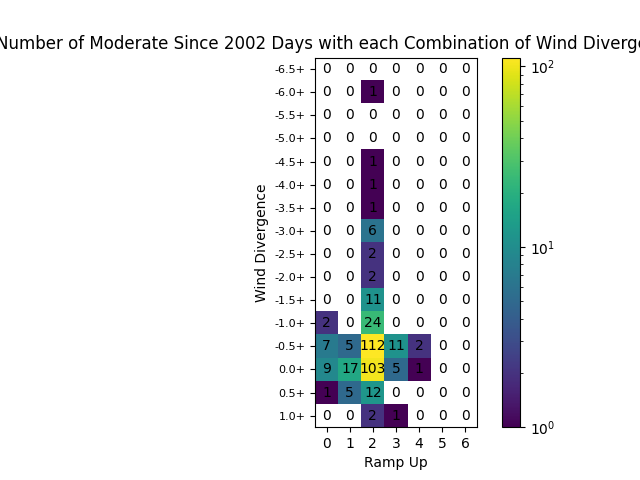 Number of Moderate Since 2002 Days with each Combination of Wind Diverge
-6.5+ 0 0 0 0 0 0 0
-6.0+ 0 0 1 0 0 0 0
-5.5+ 0 0 0 0 0 0 0
-5.0+ 0 0 0 0 0 0 0
-4.5+ 0 0 1 0 0 0 0
-4.0+ 0 0 1 0 0 0 0
-3.5+ 0 0 1 0 0 0 0
-3.0+ 0 0 6 0 0 0 0
-2.5+ 0 0 2 0 0 0 0
-2.0+ 0 0 2 0 0 0 0
-1.5+ 0 0 11 0 0 0 0
-1.0+ 2 0 24 0 0 0 0
-0.5+ 7 5 112 11 2 0 0
0.0+ 9 17 103 5 1 0 0
0.5+ 1 5 12 0 0 0 0
1.0+ 0 0 2 1 0 0 0
0 1 2 3 4 5 6
Ramp Up
Wind Divergence
10²
10¹
10⁰